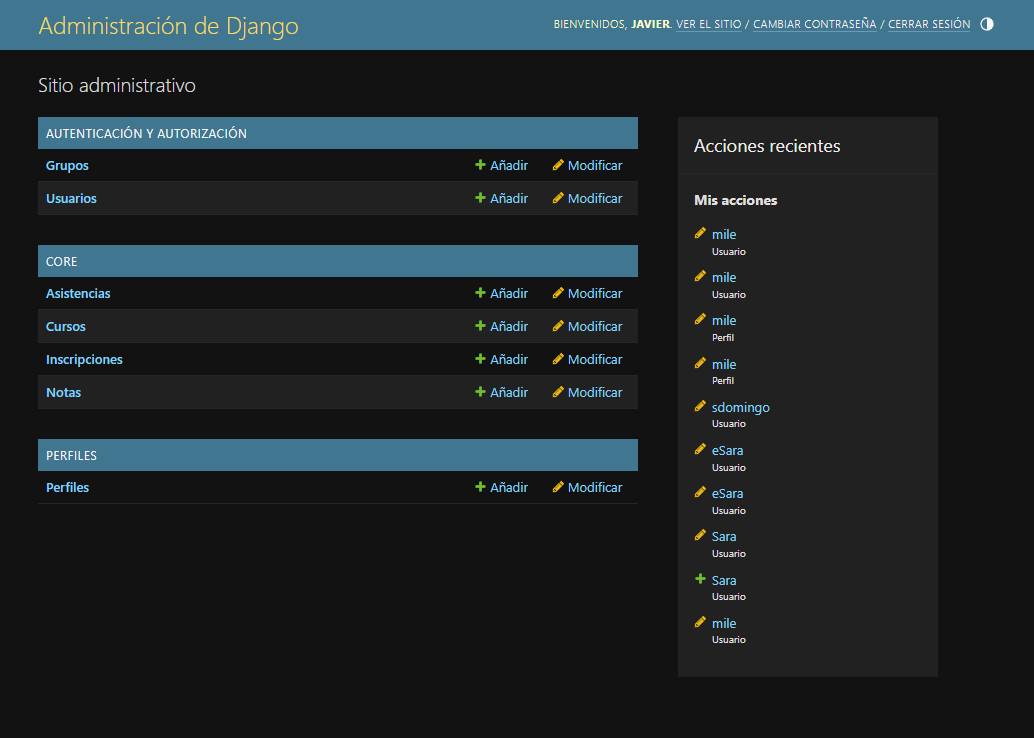 Administración de Django
BIENVENIDOS, JAVIER. VER EL SITIO / CAMBIAR CONTRASEÑA / CERRAR SESIÓN
Sitio administrativo
AUTENTICACIÓN Y AUTORIZACIÓN
Grupos Añadir Modificar
Usuarios Añadir Modificar
CORE
Asistencias Añadir Modificar
Cursos Añadir Modificar
Inscripciones Añadir Modificar
Notas Añadir Modificar
PERFILES
Perfiles Añadir Modificar
Acciones recientes
Mis acciones
mile
Usuario
mile
Usuario
mile
Perfil
mile
Perfil
sdomingo
Usuario
eSara
Usuario
eSara
Usuario
Sara
Usuario
Sara
Usuario
mile
Usuario